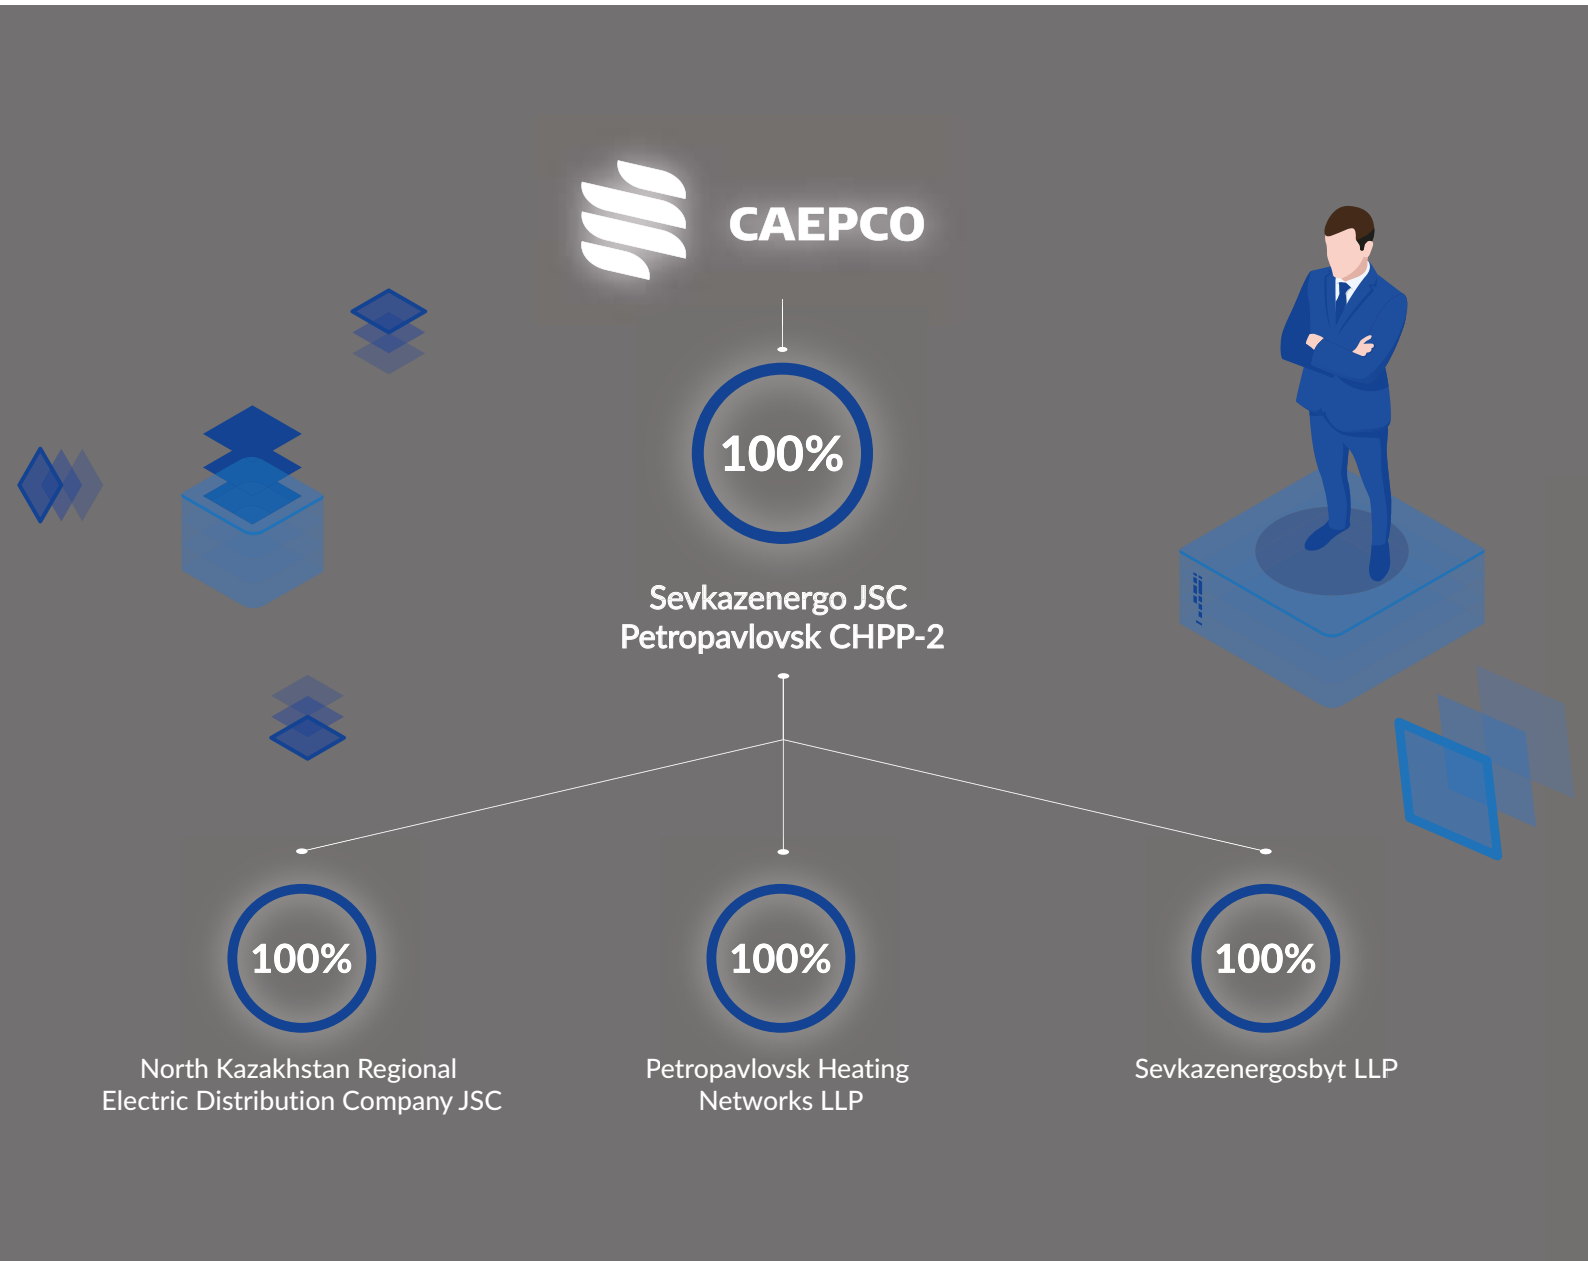 CAEPCO
100%
Sevkazenergo JSC
Petropavlovsk CHPP-2
100%
North Kazakhstan Regional
Electric Distribution Company JSC
100%
Petropavlovsk Heating
Networks LLP
100%
Sevkazenergosbyt LLP